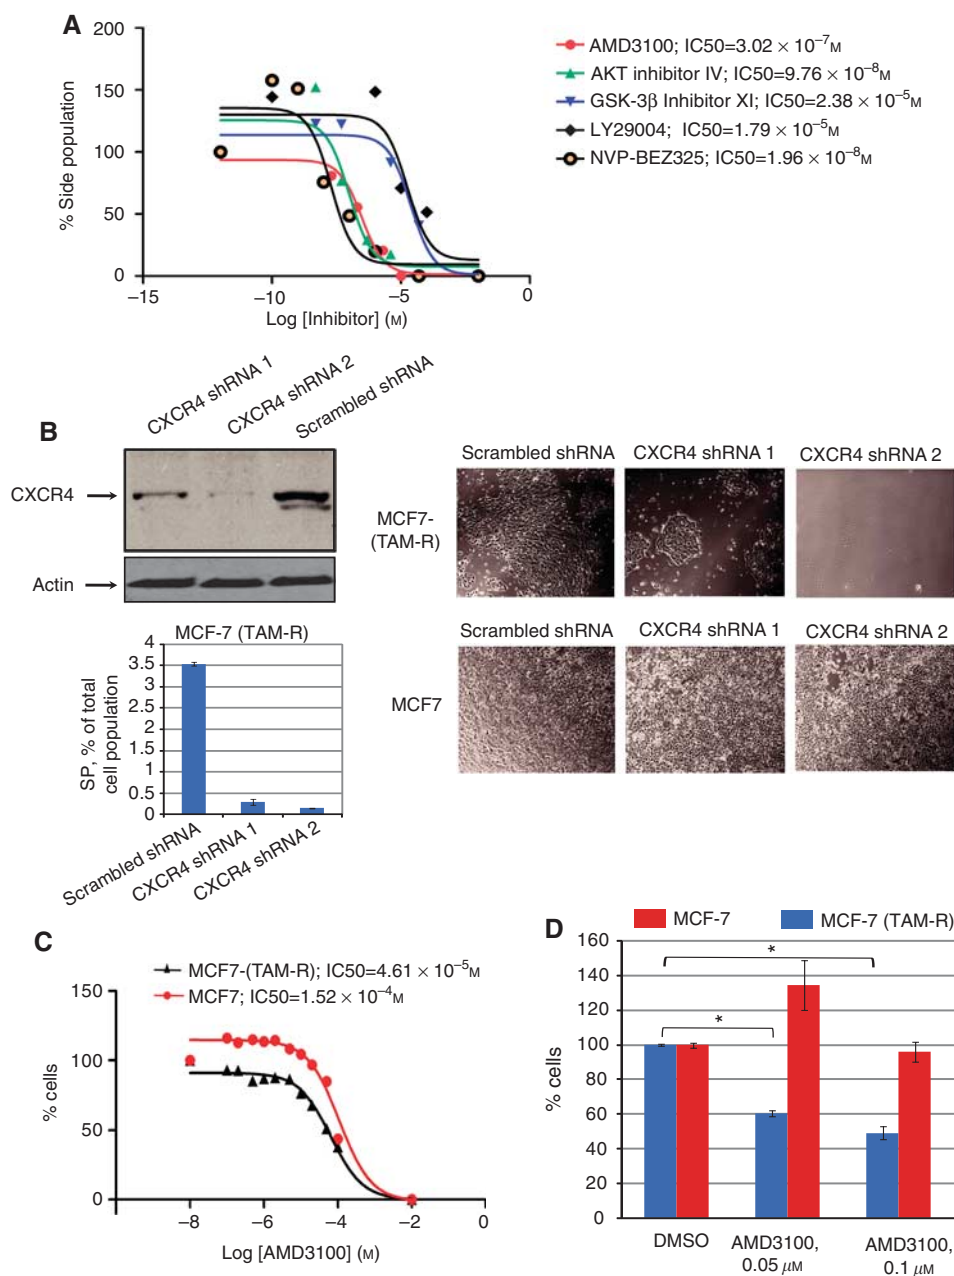 A
200
150
100
50
0
% Side population
−15
−10
−5
0
Log [Inhibitor] (M)
AMD3100; IC50=3.02 × 10−7M
AKT inhibitor IV; IC50=9.76 × 10−8M
GSK-3β Inhibitor XI; IC50=2.38 × 10−5M
LY29004; IC50=1.79 × 10−5M
NVP-BEZ325; IC50=1.96 × 10−8M
B
CXCR4 shRNA 1
CXCR4 shRNA 2
Scrambled shRNA
CXCR4
Actin
MCF-7 (TAM-R)
4
3.5
3
2.5
2
1.5
1
0.5
0
SP, % of total
cell population
Scrambled shRNA
CXCR4 shRNA 1
CXCR4 shRNA 2
Scrambled shRNA
CXCR4 shRNA 1
CXCR4 shRNA 2
MCF7-
(TAM-R)
Scrambled shRNA
CXCR4 shRNA 1
CXCR4 shRNA 2
MCF7
C
MCF7-(TAM-R); IC50=4.61 × 10−5M
MCF7; IC50=1.52 × 10−4M
150
100
50
0
% cells
−8
−6
−4
−2
0
Log [AMD3100] (M)
D
MCF-7
MCF-7 (TAM-R)
160
140
120
100
80
60
40
20
0
% cells
*
*
DMSO
AMD3100,
0.05 μM
AMD3100,
0.1 μM